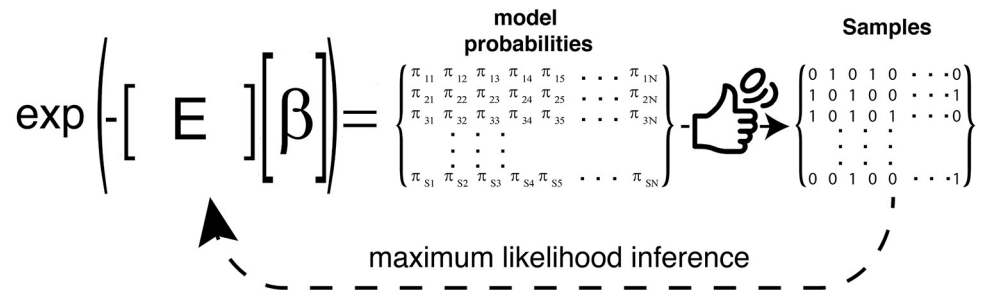 model
probabilities
Samples
exp (-[ E ][β]) =
π11 π12 π13 π14 π15 . . . π1N
π21 π22 π23 π24 π25 . . . π2N
π31 π32 π33 π34 π35 . . . π3N
πS1 πS2 πS3 πS4 πS5 . . . πSN
0 1 0 1 0 . . . 0
1 0 1 0 0 . . . 1
1 0 1 0 1 . . . 0
0 0 1 0 0 . . . 1
maximum likelihood inference